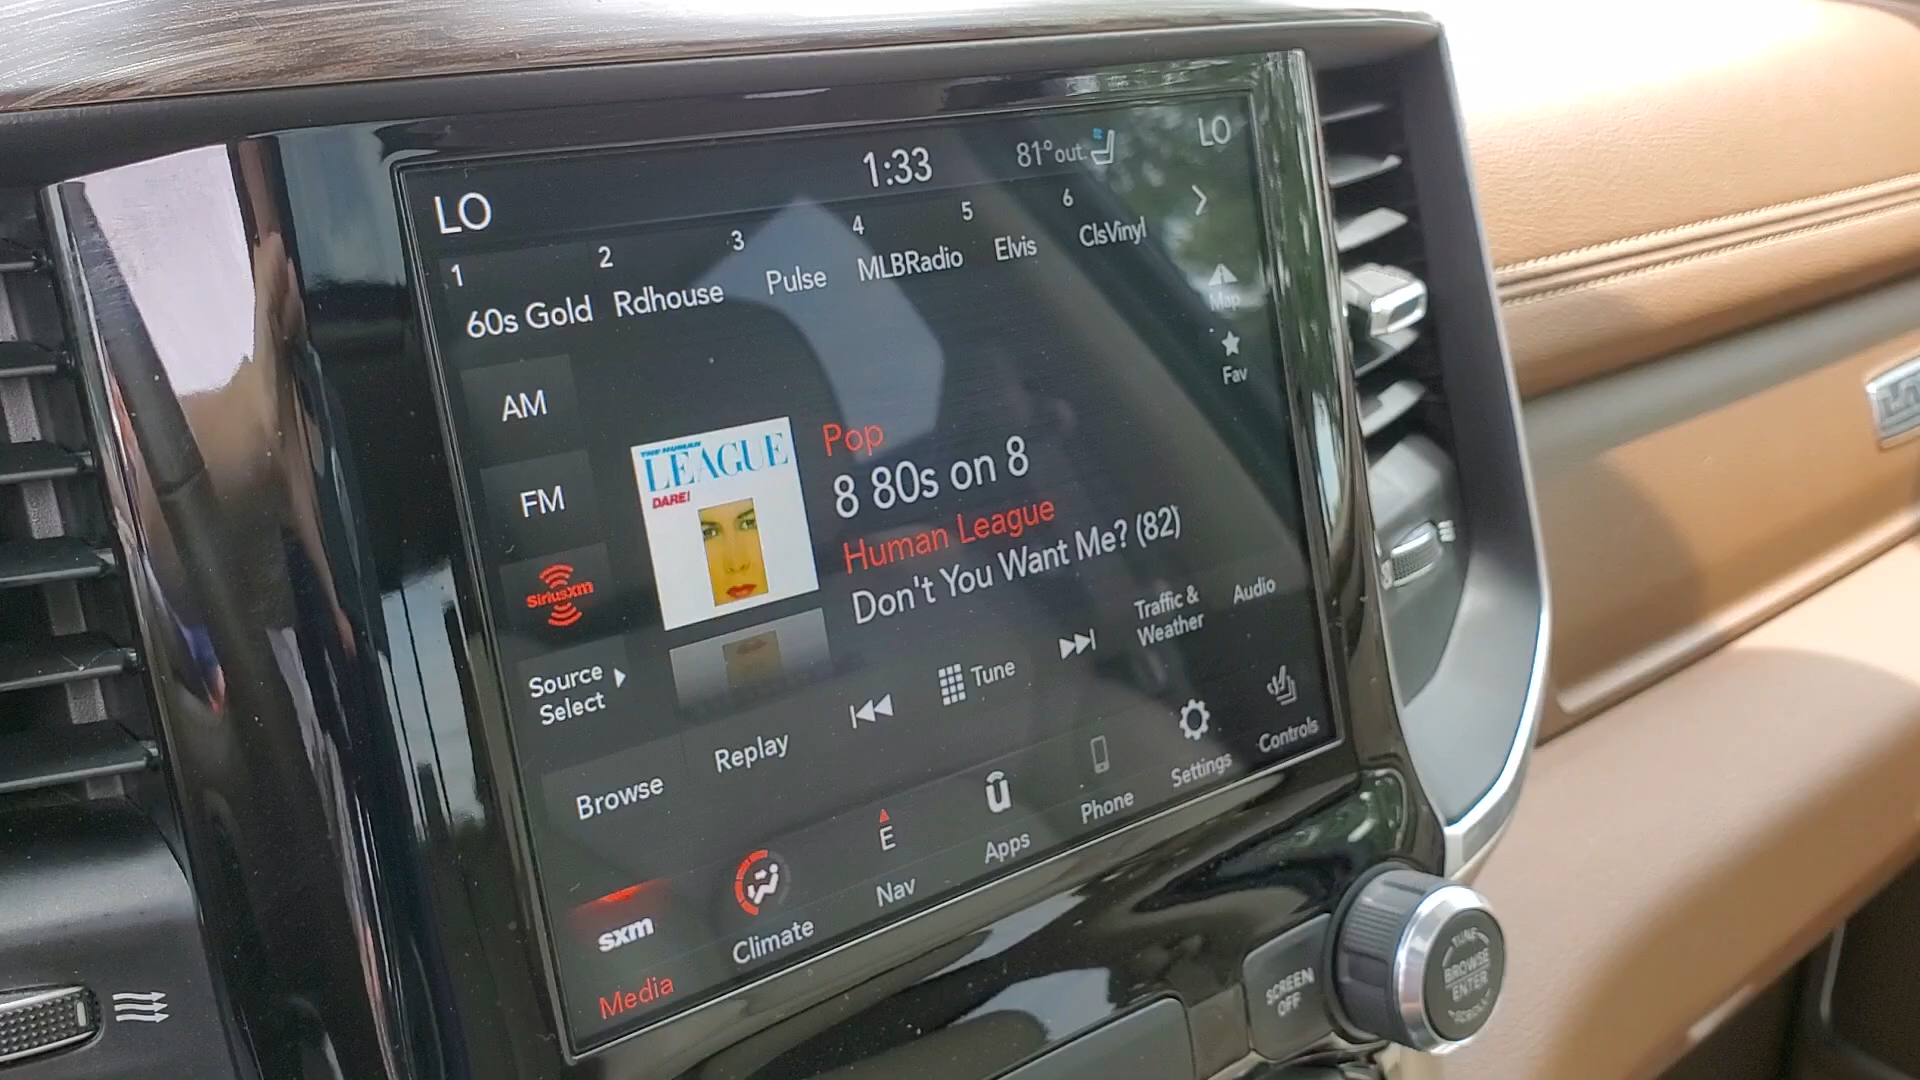 LO
1:33
81°out
LO
1
2
3
4
5
6
60s Gold
Rdhouse
Pulse
MLBRadio
Elvis
ClsVinyl
Map
Fav
AM
FM
SiriusXm
Source
Select
THE HUMAN
LEAGUE
DARE!
Pop
8 80s on 8
Human League
Don't You Want Me? (82)
Browse
Replay
Tune
Traffic &
Weather
Audio
sxm
Media
Climate
E
Nav
Apps
Phone
Settings
Controls
SCREEN
OFF
TUNE
BROWSE
ENTER
SCROLL